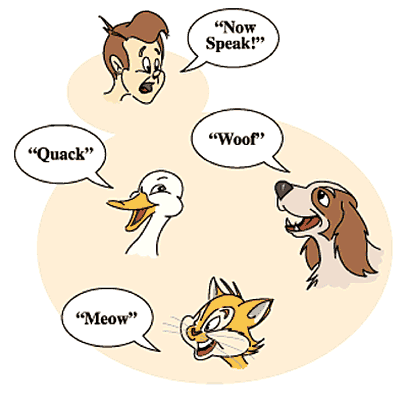 “Now
Speak!”
“Quack”
“Woof”
“Meow”